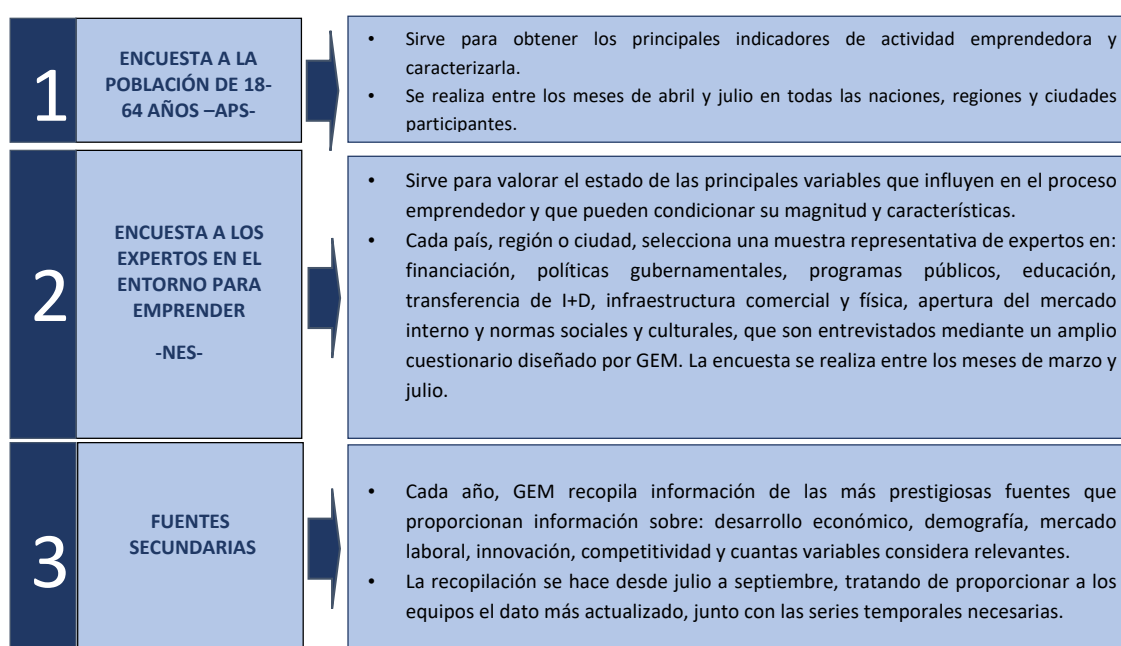 1
ENCUESTA A LA
POBLACIÓN DE 18-
64 AÑOS –APS-
• Sirve para obtener los principales indicadores de actividad emprendedora y
caracterizarla.
• Se realiza entre los meses de abril y julio en todas las naciones, regiones y ciudades
participantes.
2
ENCUESTA A LOS
EXPERTOS EN EL
ENTORNO PARA
EMPRENDER
-NES-
• Sirve para valorar el estado de las principales variables que influyen en el proceso
emprendedor y que pueden condicionar su magnitud y características.
• Cada país, región o ciudad, selecciona una muestra representativa de expertos en:
financiación, políticas gubernamentales, programas públicos, educación,
transferencia de I+D, infraestructura comercial y física, apertura del mercado
interno y normas sociales y culturales, que son entrevistados mediante un amplio
cuestionario diseñado por GEM. La encuesta se realiza entre los meses de marzo y
julio.
3
FUENTES
SECUNDARIAS
• Cada año, GEM recopila información de las más prestigiosas fuentes que
proporcionan información sobre: desarrollo económico, demografía, mercado
laboral, innovación, competitividad y cuantas variables considera relevantes.
• La recopilación se hace desde julio a septiembre, tratando de proporcionar a los
equipos el dato más actualizado, junto con las series temporales necesarias.